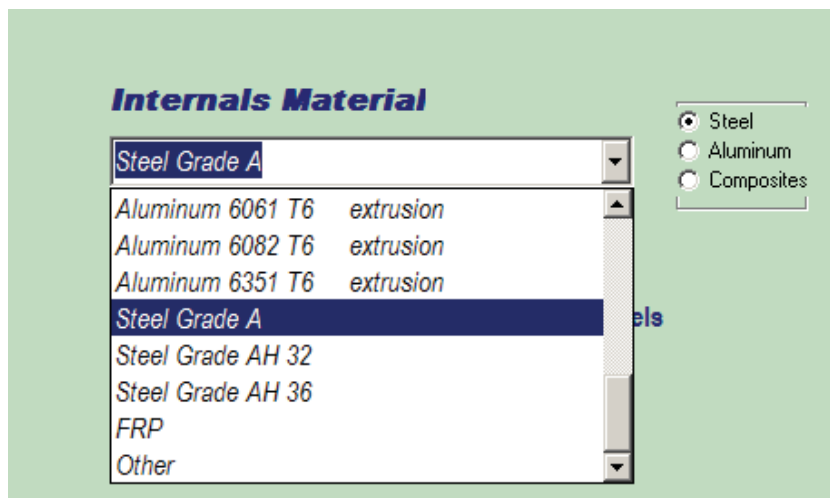 Internals Material
Steel Grade A
Steel
Aluminum
Composites
Aluminum 6061 T6 extrusion
Aluminum 6082 T6 extrusion
Aluminum 6351 T6 extrusion
Steel Grade A
els
Steel Grade AH 32
Steel Grade AH 36
FRP
Other